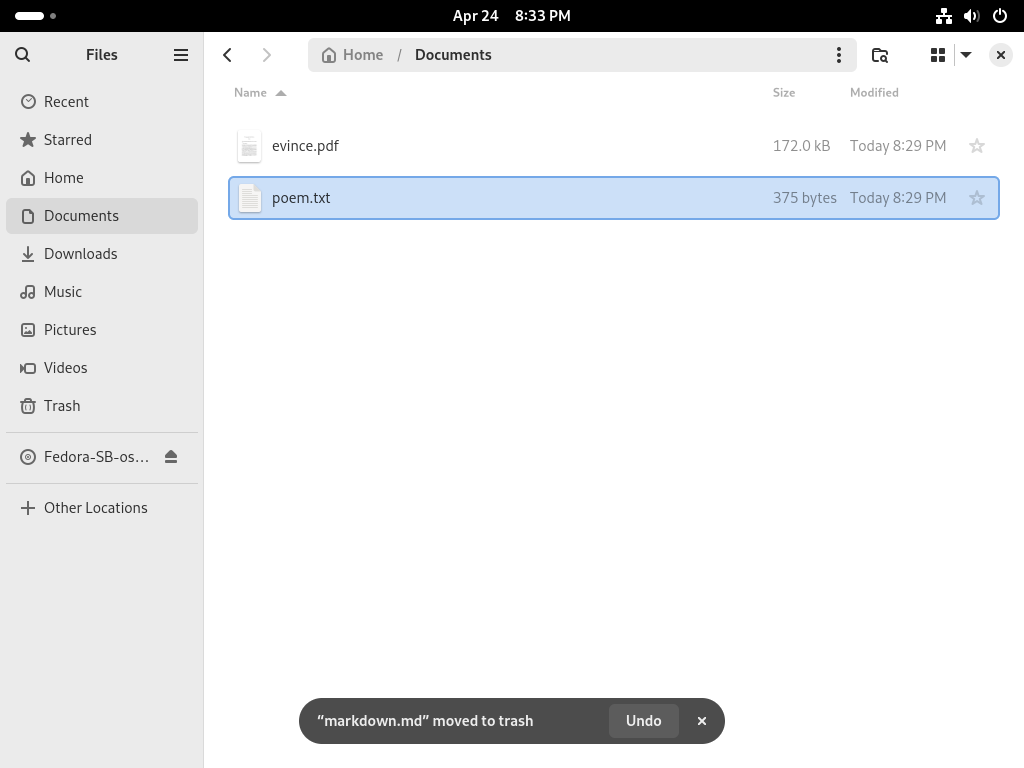 Apr 24 8:33 PM
Files
Home / Documents
Recent
Starred
Home
Documents
Downloads
Music
Pictures
Videos
Trash
Fedora-SB-os…
Other Locations
Name Size Modified
evince.pdf 172.0 kB Today 8:29 PM
poem.txt 375 bytes Today 8:29 PM
“markdown.md” moved to trash Undo